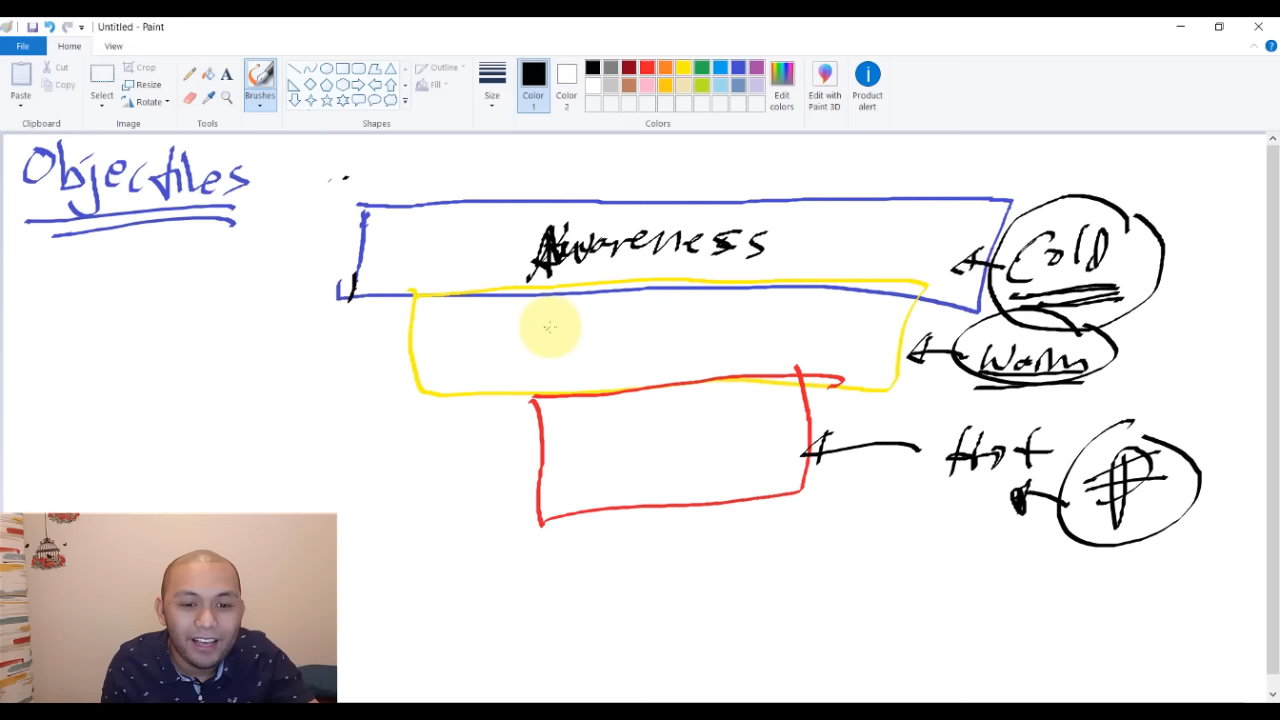 Untitled - Paint
File Home View
Paste
Cut
Copy
Clipboard
Select
Crop
Resize
Rotate
Image
Tools
Brushes
Shapes
Outline
Fill
Size
Color 1
Color 2
Edit colors
Colors
Edit with Paint 3D
Product alert
Objectiles
Awareness
Cold
Warm
Hot
₱